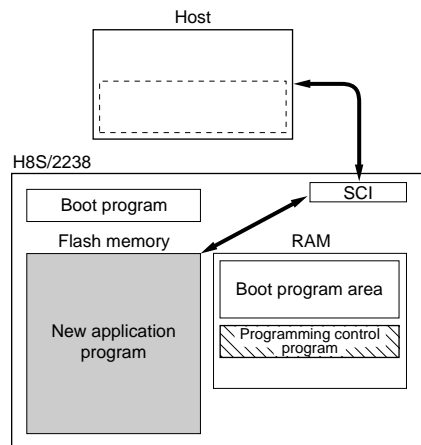 Host
H8S/2238
SCI
Boot program
Flash memory
RAM
Boot program area
New application
program
Programming control
program